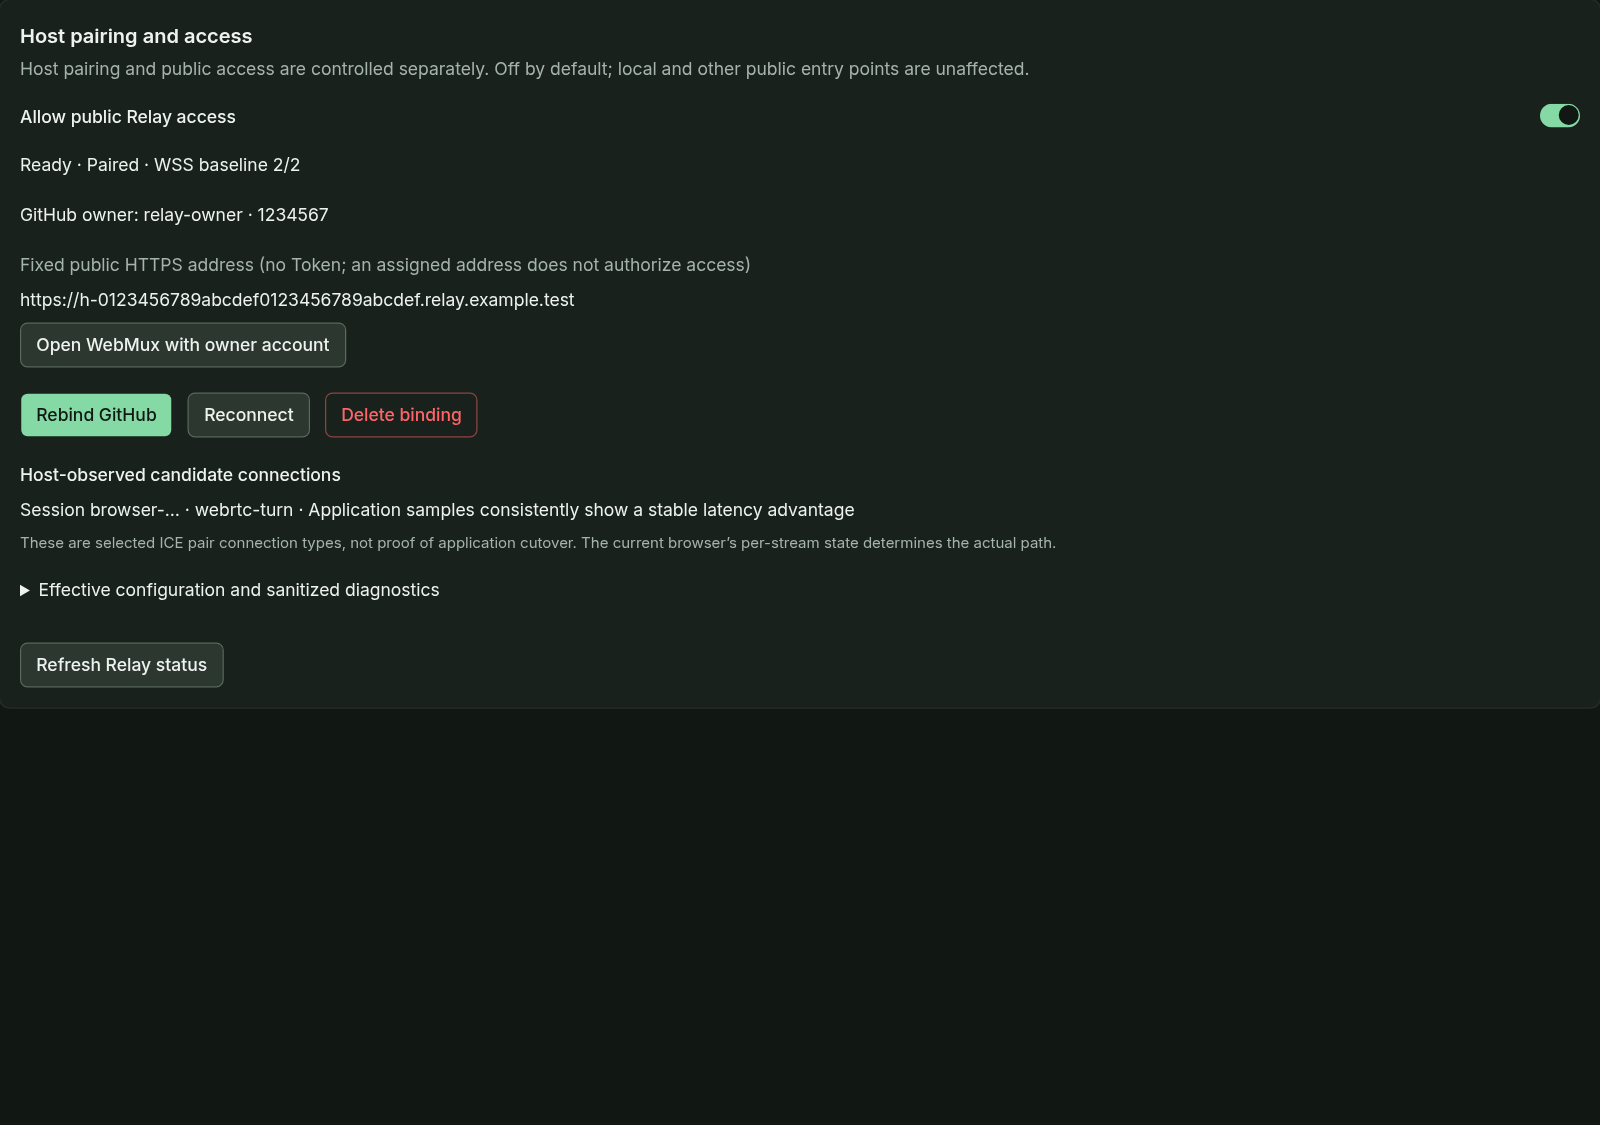 Host pairing and access
Host pairing and public access are controlled separately. Off by default; local and other public entry points are unaffected.
Allow public Relay access
Ready · Paired · WSS baseline 2/2
GitHub owner: relay-owner · 1234567
Fixed public HTTPS address (no Token; an assigned address does not authorize access)
https://h-0123456789abcdef0123456789abcdef.relay.example.test
Open WebMux with owner account
Rebind GitHub Reconnect Delete binding
Host-observed candidate connections
Session browser-… · webrtc-turn · Application samples consistently show a stable latency advantage
These are selected ICE pair connection types, not proof of application cutover. The current browser’s per-stream state determines the actual path.
Effective configuration and sanitized diagnostics
Refresh Relay status